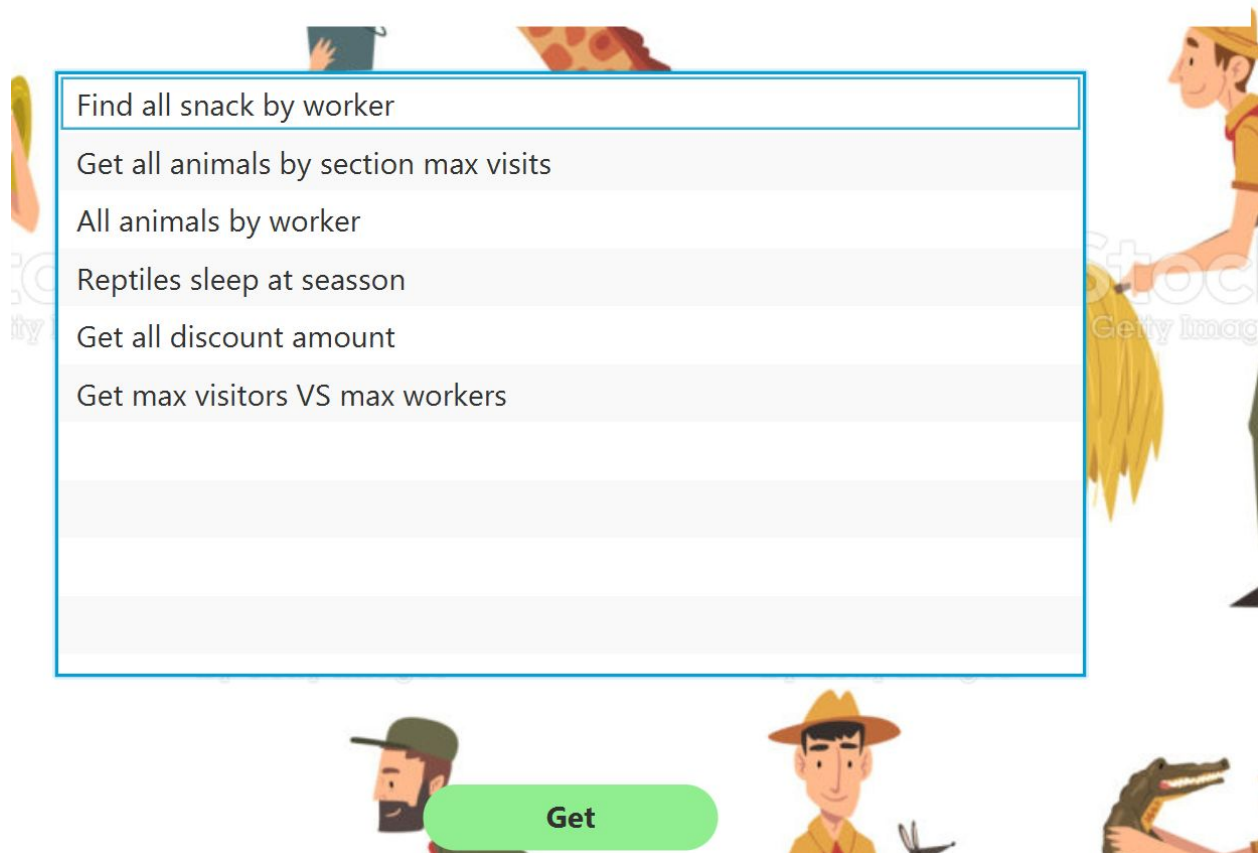 Find all snack by worker
Get all animals by section max visits
All animals by worker
Reptiles sleep at seasson
Get all discount amount
Get max visitors VS max workers
Get